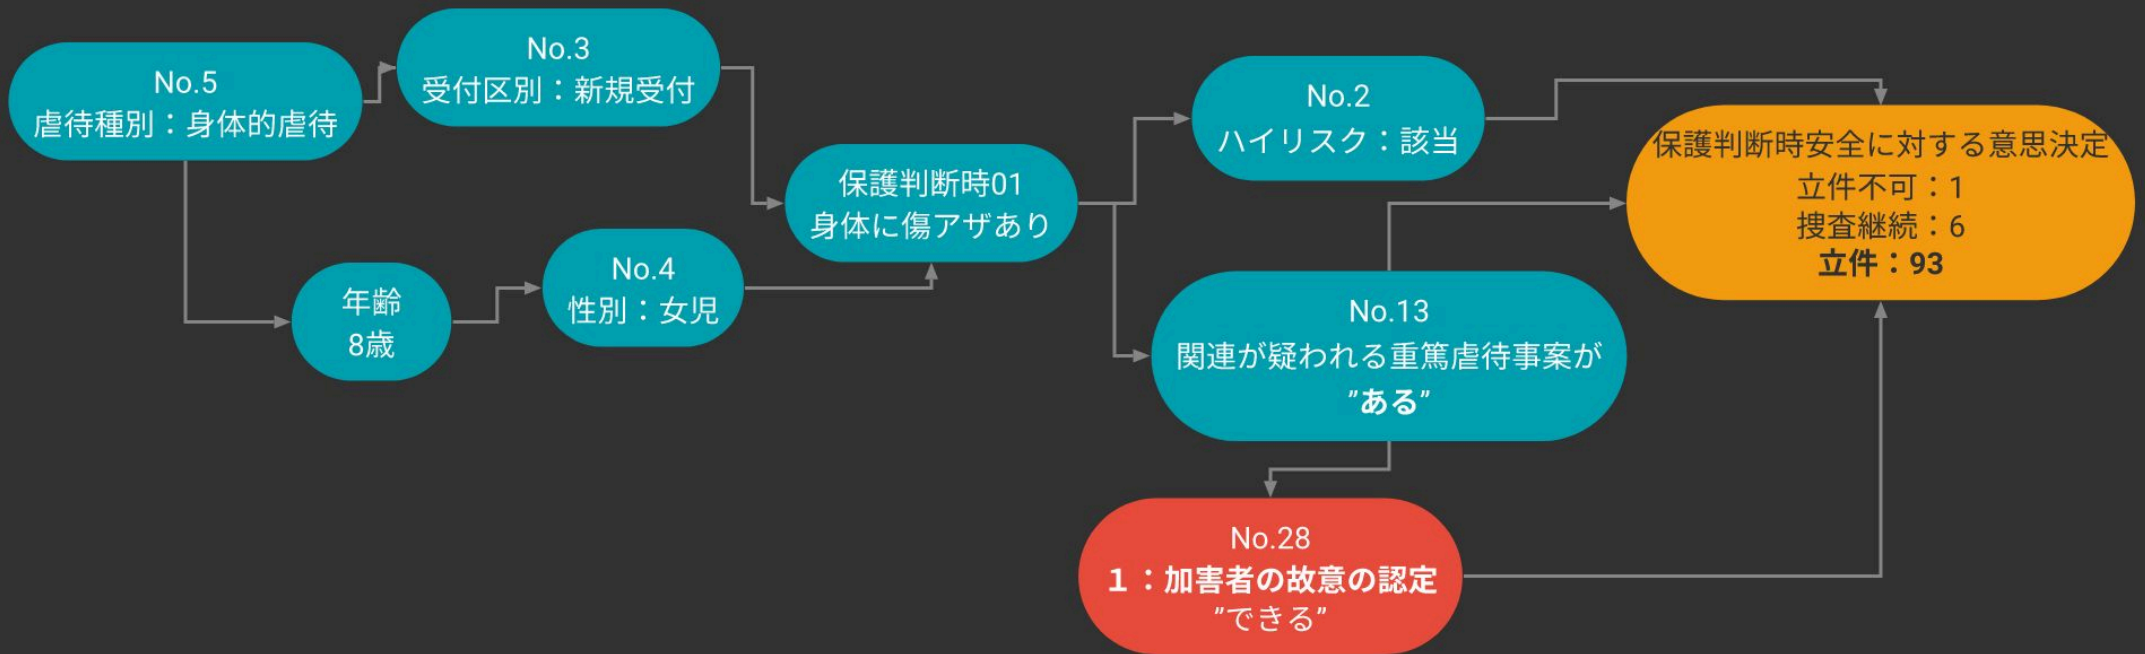 No.5
虐待種別：身体的虐待
No.3
受付区別：新規受付
年齢
8歳
No.4
性別：女児
保護判断時01
身体に傷アザあり
No.2
ハイリスク：該当
No.13
関連が疑われる重篤虐待事案が
”ある”
No.28
１：加害者の故意の認定
”できる”
保護判断時安全に対する意思決定
立件不可：1
捜査継続：6
立件：93